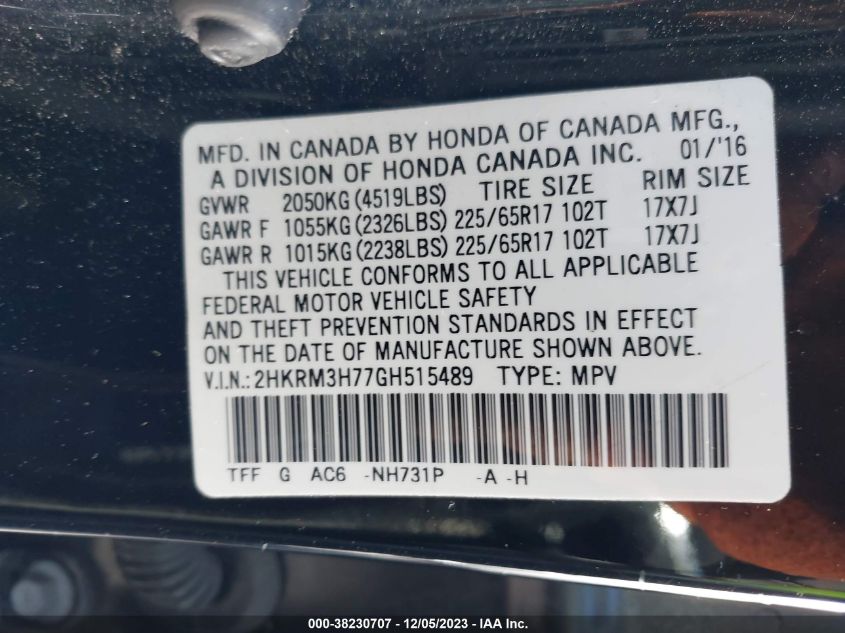 MFD. IN CANADA BY HONDA OF CANADA MFG.,
A DIVISION OF HONDA CANADA INC. 01/'16
GVWR 2050KG (4519LBS) TIRE SIZE RIM SIZE
GAWR F 1055KG (2326LBS) 225/65R17 102T 17X7J
GAWR R 1015KG (2238LBS) 225/65R17 102T 17X7J
THIS VEHICLE CONFORMS TO ALL APPLICABLE
FEDERAL MOTOR VEHICLE SAFETY
AND THEFT PREVENTION STANDARDS IN EFFECT
ON THE DATE OF MANUFACTURE SHOWN ABOVE.
V.I.N.: 2HKRM3H77GH515489 TYPE: MPV
TFF G AC6 -NH731P -A -H
000-38230707 - 12/05/2023 - IAA Inc.